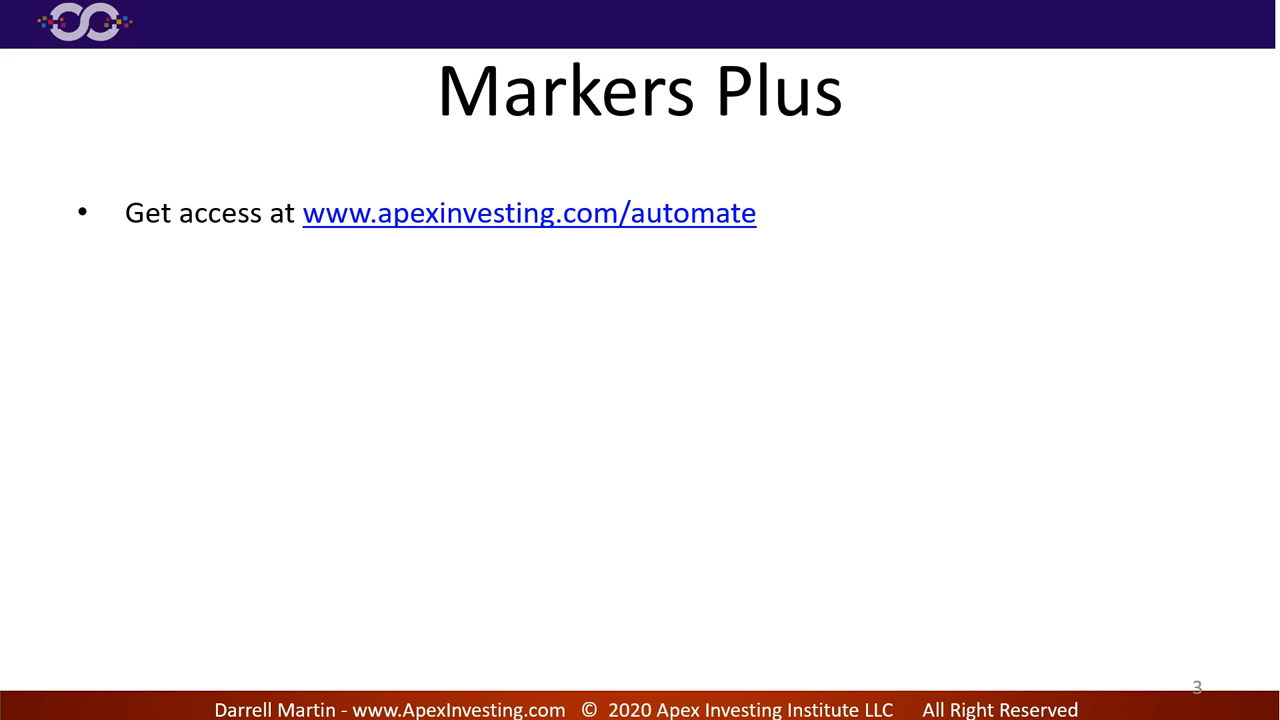 Markers Plus
• Get access at www.apexinvesting.com/automate
3
Darrell Martin - www.ApexInvesting.com © 2020 Apex Investing Institute LLC All Right Reserved